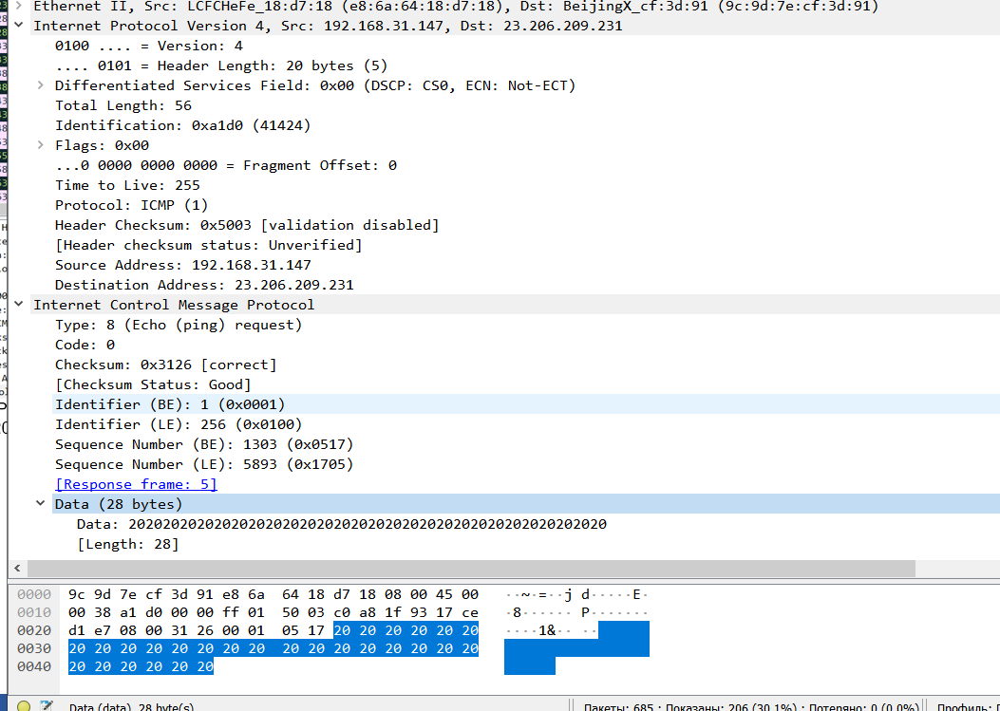 Ethernet II, Src: LCFCHeFe_18:d7:18 (e8:6a:64:18:d7:18), Dst: BeijingX_cf:3d:91 (9c:9d:7e:cf:3d:91)
Internet Protocol Version 4, Src: 192.168.31.147, Dst: 23.206.209.231
0100 .... = Version: 4
.... 0101 = Header Length: 20 bytes (5)
Differentiated Services Field: 0x00 (DSCP: CS0, ECN: Not-ECT)
Total Length: 56
Identification: 0xa1d0 (41424)
Flags: 0x00
...0 0000 0000 0000 = Fragment Offset: 0
Time to Live: 255
Protocol: ICMP (1)
Header Checksum: 0x5003 [validation disabled]
[Header checksum status: Unverified]
Source Address: 192.168.31.147
Destination Address: 23.206.209.231
Internet Control Message Protocol
Type: 8 (Echo (ping) request)
Code: 0
Checksum: 0x3126 [correct]
[Checksum Status: Good]
Identifier (BE): 1 (0x0001)
Identifier (LE): 256 (0x0100)
Sequence Number (BE): 1303 (0x0517)
Sequence Number (LE): 5893 (0x1705)
[Response frame: 5]
Data (28 bytes)
Data: 20202020202020202020202020202020202020202020202020202020
[Length: 28]
0000 9c 9d 7e cf 3d 91 e8 6a 64 18 d7 18 08 00 45 00 ··~·=··j d·····E·
0010 00 38 a1 d0 00 00 ff 01 50 03 c0 a8 1f 93 17 ce ·8······ P·······
0020 d1 e7 08 00 31 26 00 01 05 17 20 20 20 20 20 20 ····1&·· ··
0030 20 20 20 20 20 20 20 20 20 20 20 20 20 20 20 20
0040 20 20 20 20 20 20
Data (data), 28 byte(s)
Пакеты: 685 · Показаны: 206 (30.1%) · Потеряно: 0 (0.0%)
Профиль: